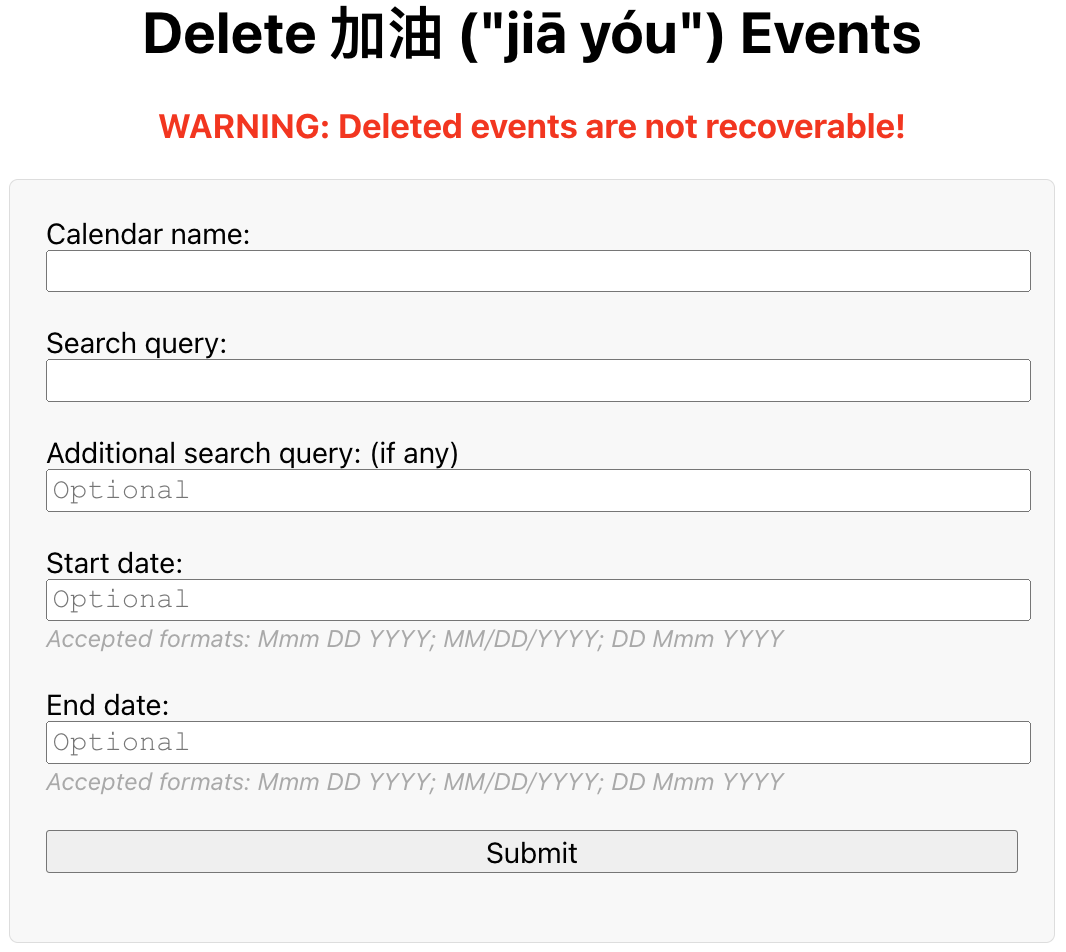 Delete 加油 ("jiā yóu") Events
WARNING: Deleted events are not recoverable!
Calendar name:
Search query:
Additional search query: (if any)
Optional
Start date:
Optional
Accepted formats: Mmm DD YYYY; MM/DD/YYYY; DD Mmm YYYY
End date:
Optional
Accepted formats: Mmm DD YYYY; MM/DD/YYYY; DD Mmm YYYY
Submit